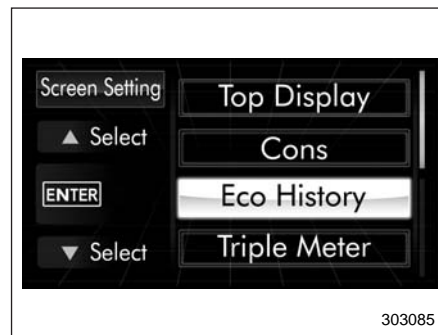 Screen Setting
▲ Select
ENTER
▼ Select
Top Display
Cons
Eco History
Triple Meter
303085